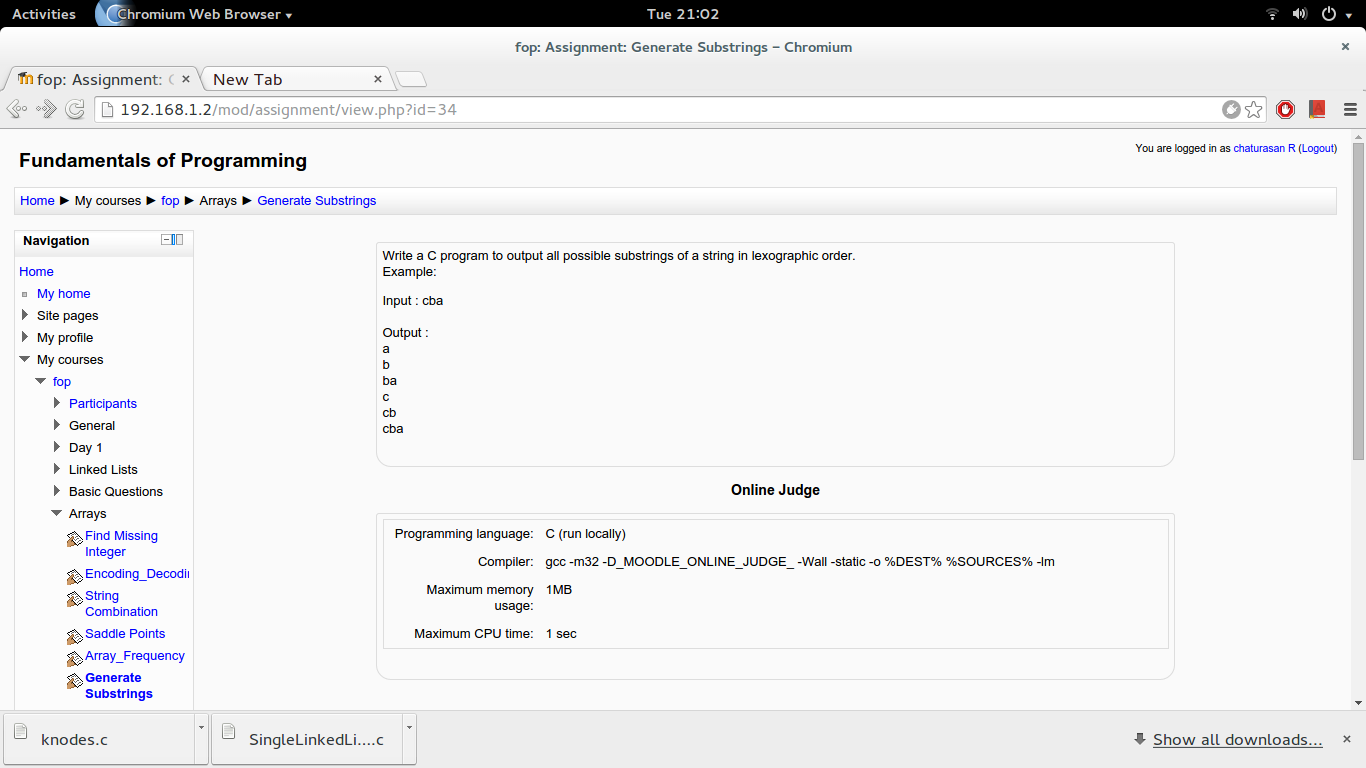 Activities
Chromium Web Browser
Tue 21:02
fop: Assignment: Generate Substrings – Chromium
fop: Assignment:
New Tab
192.168.1.2/mod/assignment/view.php?id=34
Fundamentals of Programming
You are logged in as chaturasan R (Logout)
Home ► My courses ► fop ► Arrays ► Generate Substrings
Navigation
Home
My home
Site pages
My profile
My courses
fop
Participants
General
Day 1
Linked Lists
Basic Questions
Arrays
Find Missing
Integer
Encoding_Decodi
String
Combination
Saddle Points
Array_Frequency
Generate
Substrings
Write a C program to output all possible substrings of a string in lexographic order.
Example:
Input : cba
Output :
a
b
ba
c
cb
cba
Online Judge
Programming language: C (run locally)
Compiler: gcc -m32 -D_MOODLE_ONLINE_JUDGE_ -Wall -static -o %DEST% %SOURCES% -lm
Maximum memory 1MB
usage:
Maximum CPU time: 1 sec
knodes.c
SingleLinkedLi....c
Show all downloads...